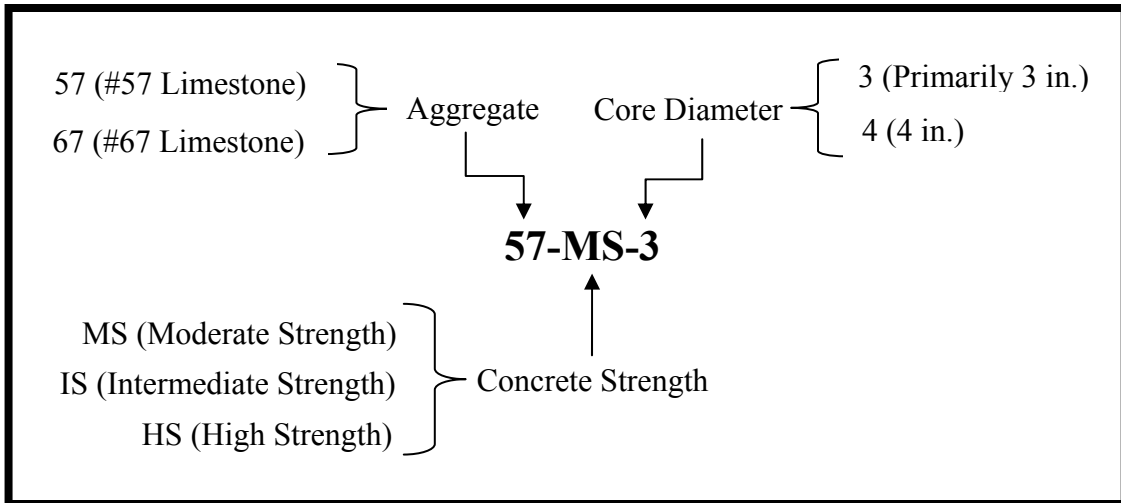 57 (#57 Limestone)
67 (#67 Limestone)
Aggregate
Core Diameter
3 (Primarily 3 in.)
4 (4 in.)
57-MS-3
MS (Moderate Strength)
IS (Intermediate Strength)
HS (High Strength)
Concrete Strength